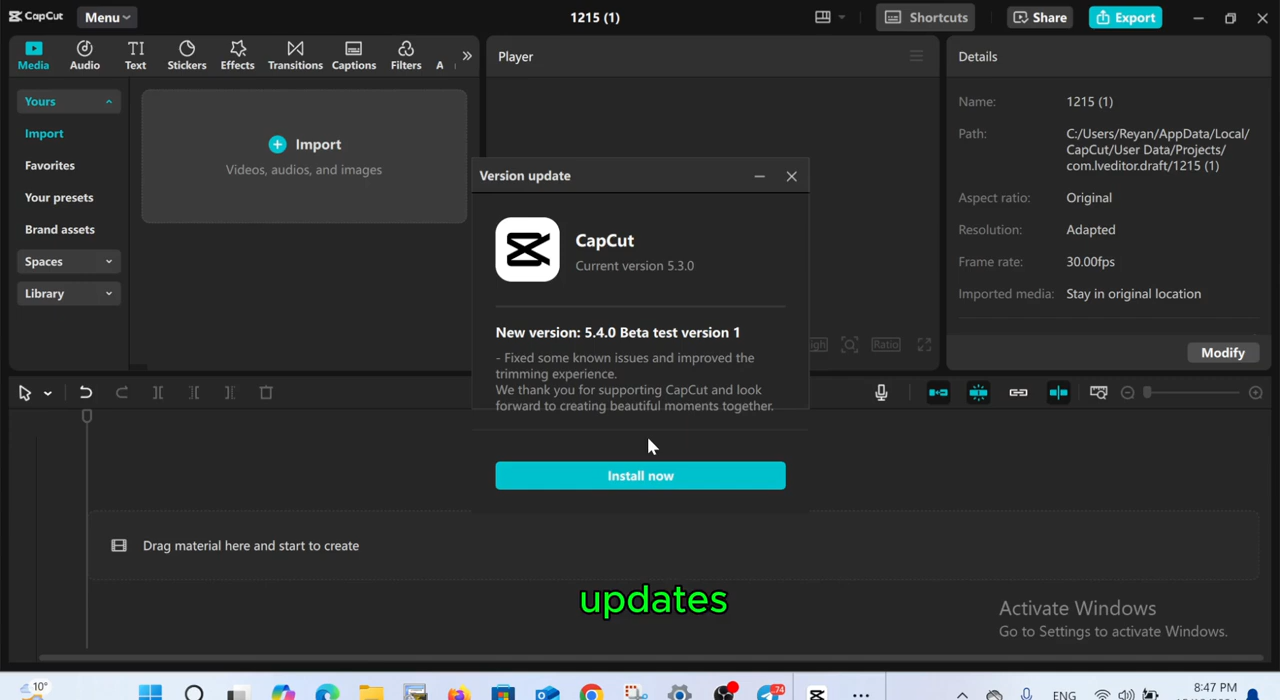 CapCut
Menu
1215 (1)
Shortcuts
Share
Export
Media
Audio
Text
Stickers
Effects
Transitions
Captions
Filters
A
Player
Details
Yours
Import
Favorites
Your presets
Brand assets
Spaces
Library
Import
Videos, audios, and images
Name:
1215 (1)
Path:
C:/Users/Reyan/AppData/Local/
CapCut/User Data/Projects/
com.lveditor.draft/1215 (1)
Aspect ratio:
Original
Resolution:
Adapted
Frame rate:
30.00fps
Imported media:
Stay in original location
Modify
Version update
CapCut
Current version 5.3.0
New version: 5.4.0 Beta test version 1
- Fixed some known issues and improved the
trimming experience.
We thank you for supporting CapCut and look
forward to creating beautiful moments together.
Install now
Ratio
Drag material here and start to create
updates
Activate Windows
Go to Settings to activate Windows.
10°
74
ENG
8:47 PM